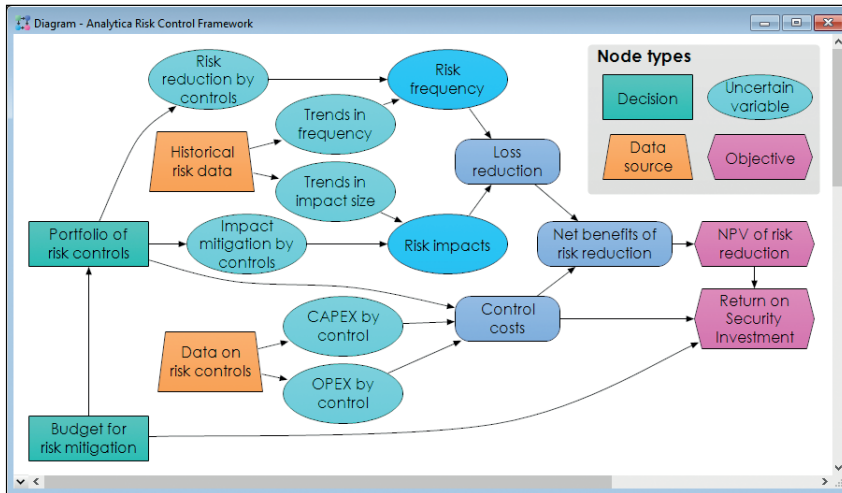 Diagram - Analytica Risk Control Framework
Node types
Decision
Uncertain
variable
Data
source
Objective
Risk
reduction by
controls
Risk
frequency
Trends in
frequency
Historical
risk data
Loss
reduction
Trends in
impact size
Portfolio of
risk controls
Impact
mitigation by
controls
Risk impacts
Net benefits of
risk reduction
NPV of risk
reduction
CAPEX by
control
Control
costs
Return on
Security
Investment
Data on
risk controls
OPEX by
control
Budget for
risk mitigation